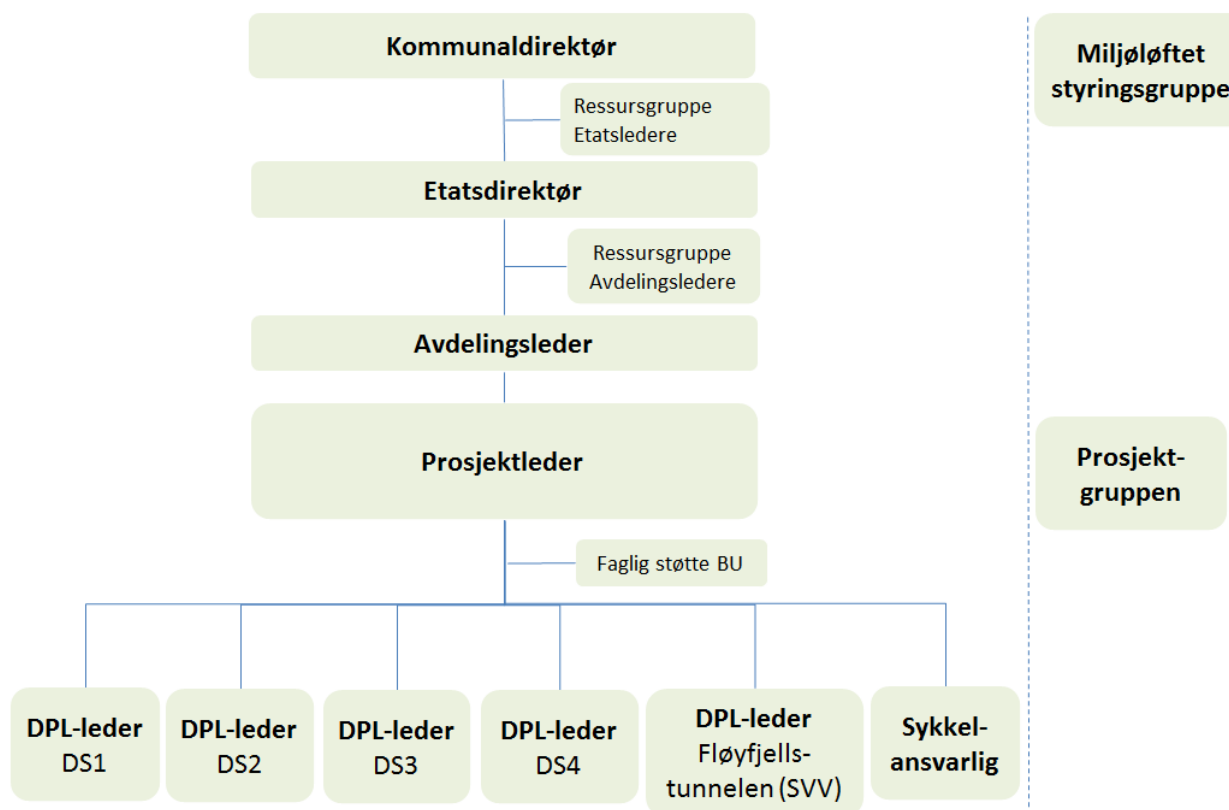 Kommunaldirektør
Miljøløftet
styringsgruppe
Ressursgruppe
Etatsledere
Etatsdirektør
Ressursgruppe
Avdelingsledere
Avdelingsleder
Prosjektleder
Prosjekt-
gruppen
Faglig støtte BU
DPL-leder
DS1
DPL-leder
DS2
DPL-leder
DS3
DPL-leder
DS4
DPL-leder
Fløyfjells-
tunnelen (SVV)
Sykkel-
ansvarlig